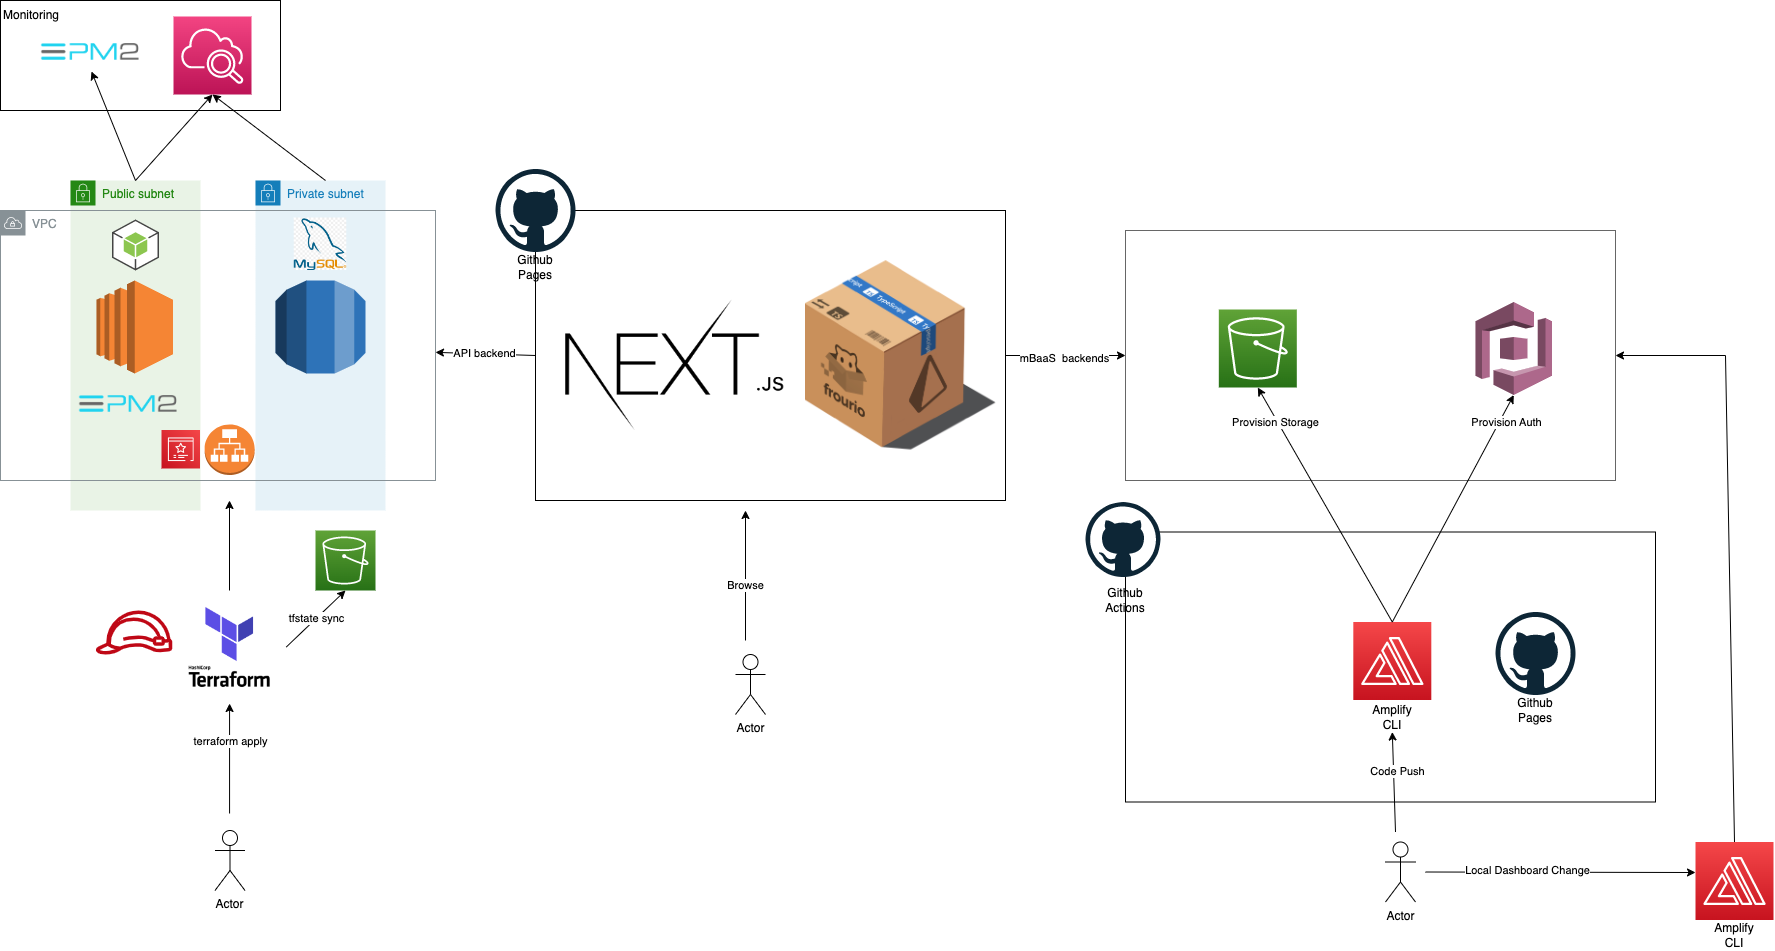 Monitoring
PM2
Public subnet
Private subnet
VPC
MySQL
PM2
API backend
Github
Pages
NEXT.JS
TypeScript
frourio
mBaaS backends
Provision Storage
Provision Auth
Github
Actions
Browse
Actor
tfstate sync
HashiCorp
Terraform
terraform apply
Actor
Amplify
CLI
Github
Pages
Code Push
Actor
Local Dashboard Change
Amplify
CLI